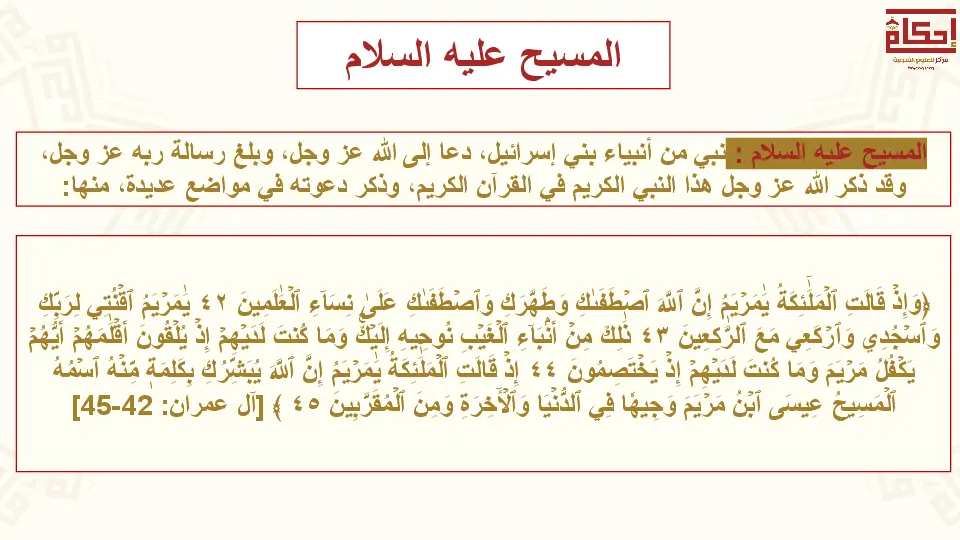 إحكام
مركز للعلوم الشرعية
المسيح عليه السلام
المسيح عليه السلام : نبي من أنبياء بني إسرائيل، دعا إلى الله عز وجل، وبلغ رسالة ربه عز وجل،
وقد ذكر الله عز وجل هذا النبي الكريم في القرآن الكريم، وذكر دعوته في مواضع عديدة، منها:
﴿وَإِذۡ قَالَتِ ٱلۡمَلَٰٓئِكَةُ يَٰمَرۡيَمُ إِنَّ ٱللَّهَ ٱصۡطَفَىٰكِ وَطَهَّرَكِ وَٱصۡطَفَىٰكِ عَلَىٰ نِسَآءِ ٱلۡعَٰلَمِينَ ٤٢ يَٰمَرۡيَمُ ٱقۡنُتِي لِرَبِّكِ
وَٱسۡجُدِي وَٱرۡكَعِي مَعَ ٱلرَّٰكِعِينَ ٤٣ ذَٰلِكَ مِنۡ أَنۢبَآءِ ٱلۡغَيۡبِ نُوحِيهِ إِلَيۡكَۚ وَمَا كُنتَ لَدَيۡهِمۡ إِذۡ يُلۡقُونَ أَقۡلَٰمَهُمۡ أَيُّهُمۡ
يَكۡفُلُ مَرۡيَمَ وَمَا كُنتَ لَدَيۡهِمۡ إِذۡ يَخۡتَصِمُونَ ٤٤ إِذۡ قَالَتِ ٱلۡمَلَٰٓئِكَةُ يَٰمَرۡيَمُ إِنَّ ٱللَّهَ يُبَشِّرُكِ بِكَلِمَةٖ مِّنۡهُ ٱسۡمُهُ
ٱلۡمَسِيحُ عِيسَى ٱبۡنُ مَرۡيَمَ وَجِيهٗا فِي ٱلدُّنۡيَا وَٱلۡأٓخِرَةِ وَمِنَ ٱلۡمُقَرَّبِينَ ٤٥ ﴾ [آل عمران: 42-45]